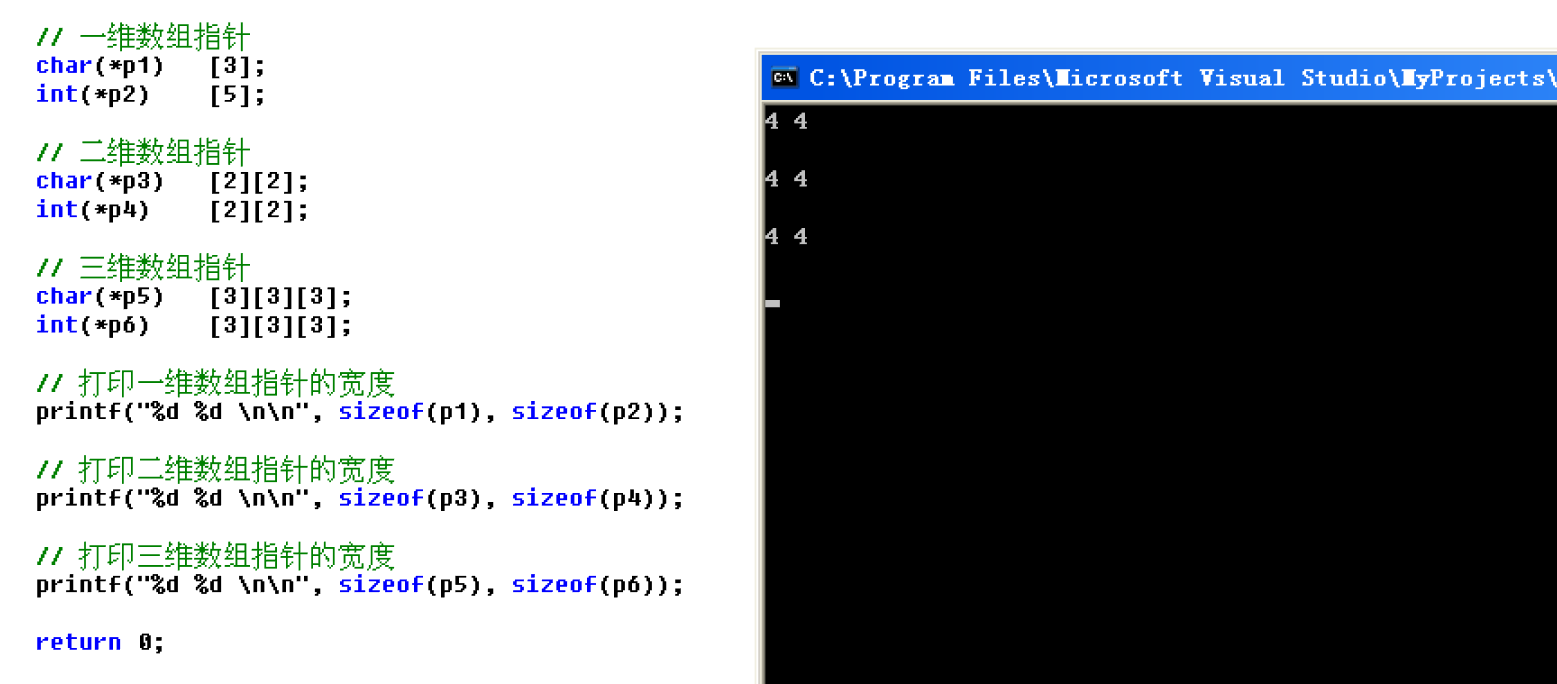 // 一维数组指针
char(*p1)   [3];
int(*p2)    [5];
// 二维数组指针
char(*p3)   [2][2];
int(*p4)    [2][2];
// 三维数组指针
char(*p5)   [3][3][3];
int(*p6)    [3][3][3];
// 打印一维数组指针的宽度
printf("%d %d \n\n", sizeof(p1), sizeof(p2));
// 打印二维数组指针的宽度
printf("%d %d \n\n", sizeof(p3), sizeof(p4));
// 打印三维数组指针的宽度
printf("%d %d \n\n", sizeof(p5), sizeof(p6));
return 0;
C:\Program Files\Microsoft Visual Studio\MyProjects\
4 4
4 4
4 4